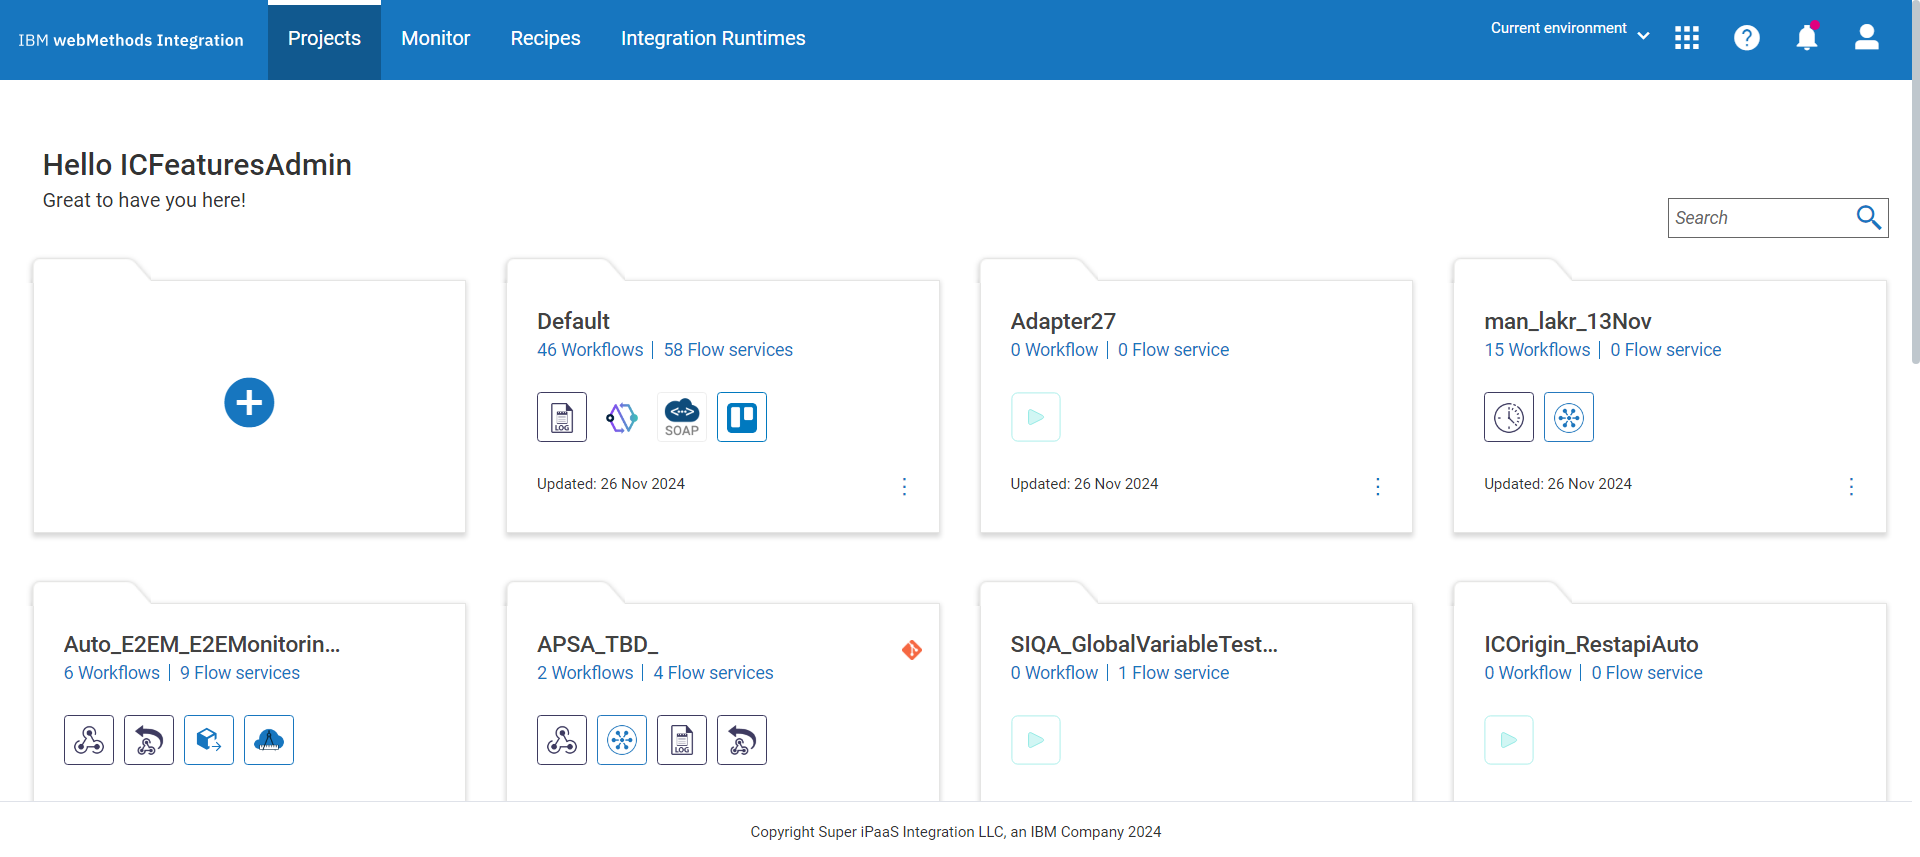 IBM webMethods Integration
Projects
Monitor
Recipes
Integration Runtimes
Current environment
Hello ICFeaturesAdmin
Great to have you here!
Search
Default
46 Workflows | 58 Flow services
LOG
SOAP
Updated: 26 Nov 2024
Adapter27
0 Workflow | 0 Flow service
Updated: 26 Nov 2024
man_lakr_13Nov
15 Workflows | 0 Flow service
Updated: 26 Nov 2024
Auto_E2EM_E2EMonitorin...
6 Workflows | 9 Flow services
APSA_TBD_
2 Workflows | 4 Flow services
LOG
SIQA_GlobalVariableTest...
0 Workflow | 1 Flow service
ICOrigin_RestapiAuto
0 Workflow | 0 Flow service
Copyright Super iPaaS Integration LLC, an IBM Company 2024